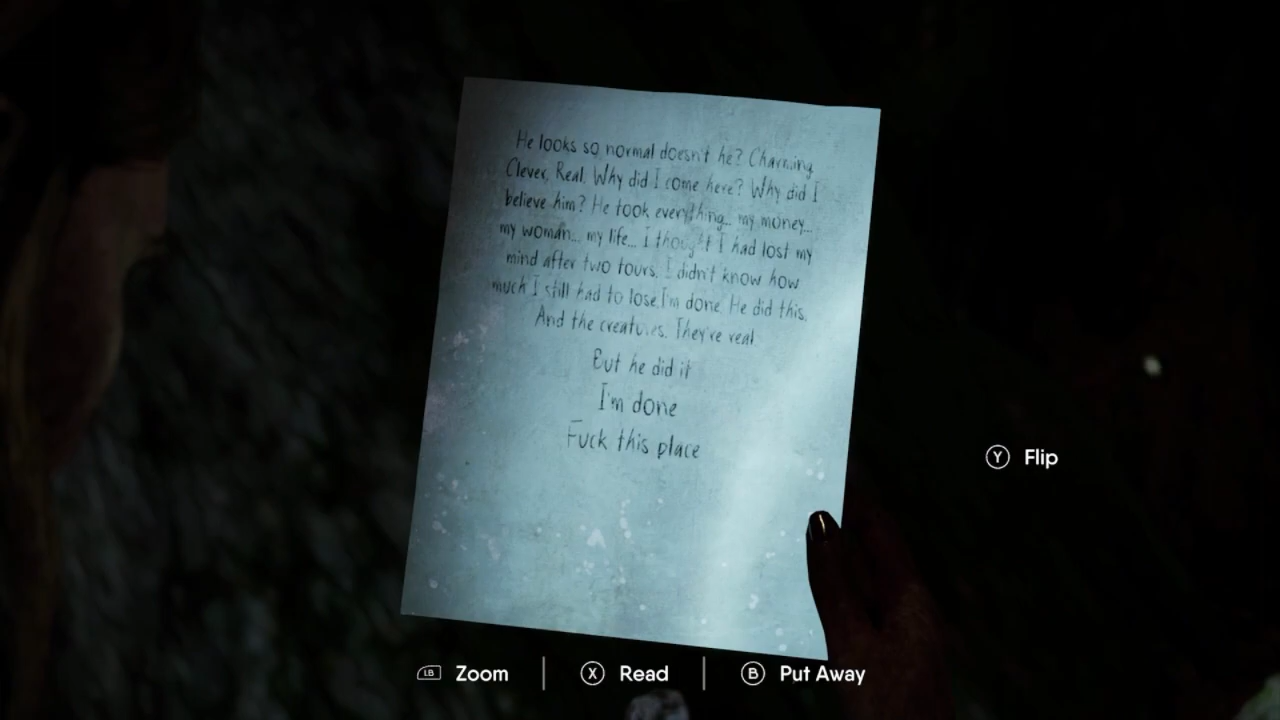 He looks so normal doesn't he? Charming,
Clever, Real. Why did I come here? Why did I
believe him? He took everything... my money...
my woman... my life... I thought I had lost my
mind after two tours. I didn't know how
much I still had to lose. I'm done. He did this.
And the creatures. They're real
But he did it
I'm done
Fuck this place
Y Flip
LB Zoom
X Read
B Put Away